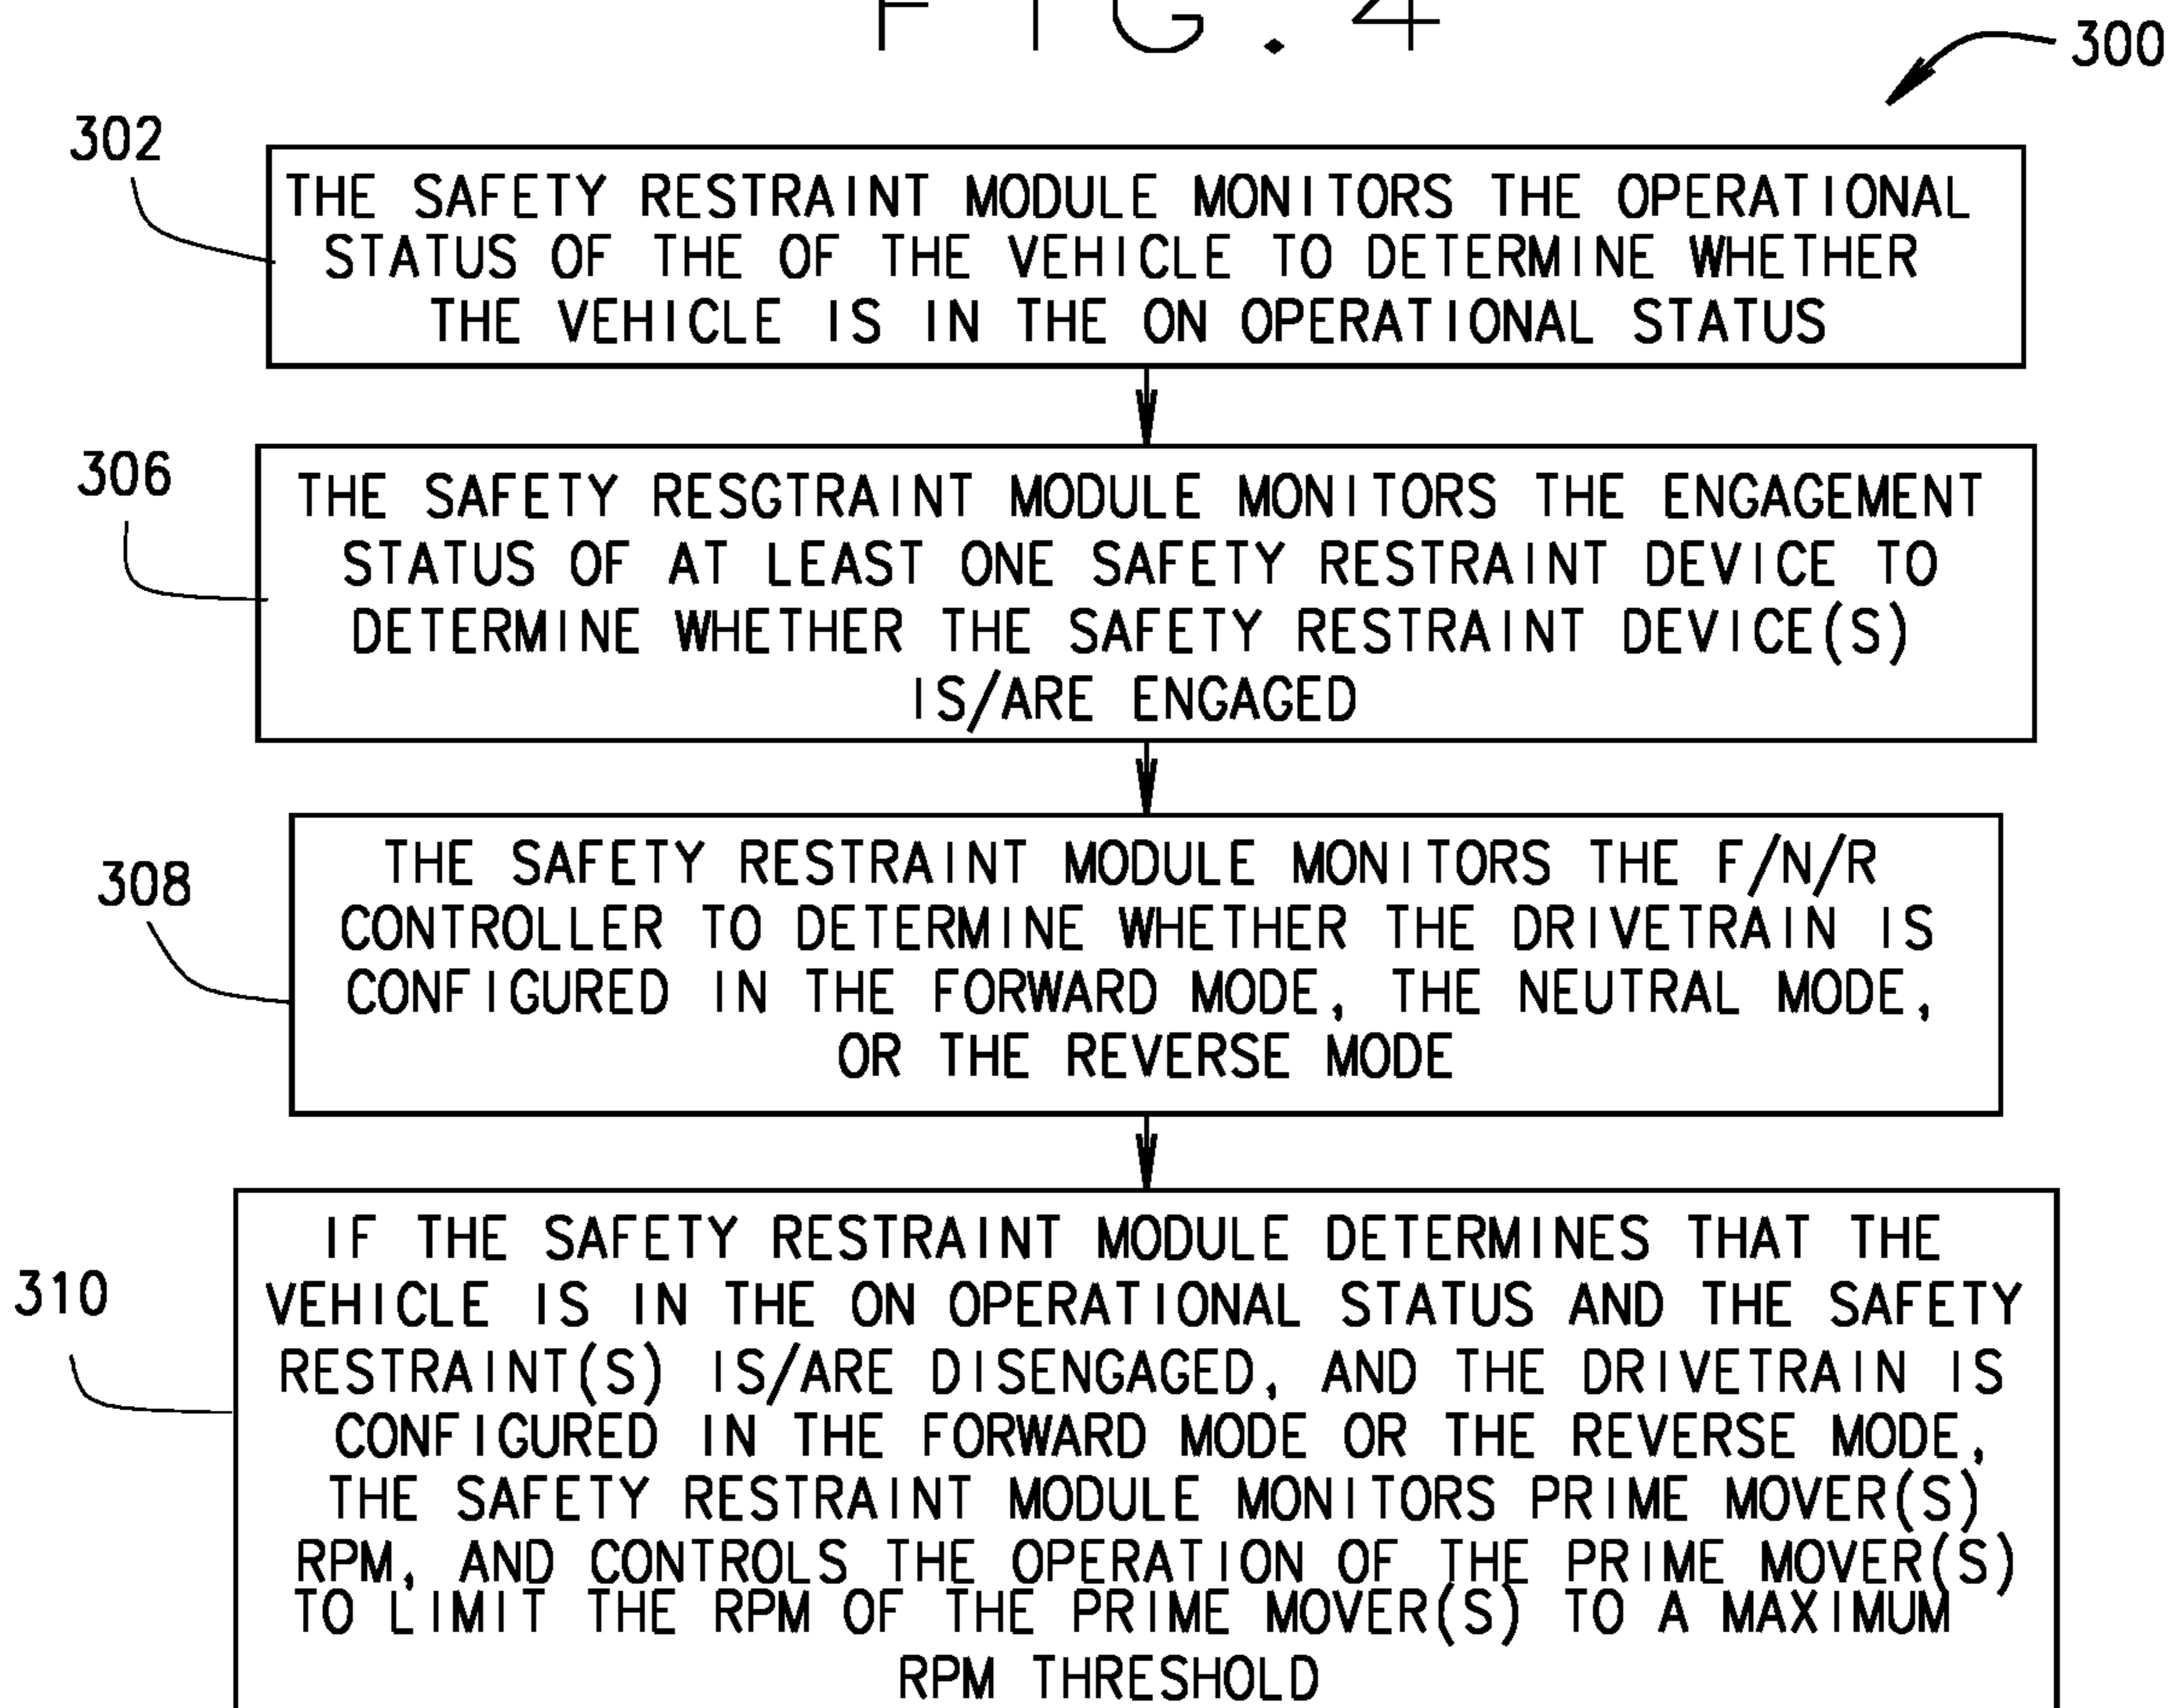 FIG.4
300
302
THE SAFETY RESTRAINT MODULE MONITORS THE OPERATIONAL
STATUS OF THE OF THE VEHICLE TO DETERMINE WHETHER
THE VEHICLE IS IN THE ON OPERATIONAL STATUS
306
THE SAFETY RESGTRAINT MODULE MONITORS THE ENGAGEMENT
STATUS OF AT LEAST ONE SAFETY RESTRAINT DEVICE TO
DETERMINE WHETHER THE SAFETY RESTRAINT DEVICE(S)
IS/ARE ENGAGED
308
THE SAFETY RESTRAINT MODULE MONITORS THE F/N/R
CONTROLLER TO DETERMINE WHETHER THE DRIVETRAIN IS
CONFIGURED IN THE FORWARD MODE, THE NEUTRAL MODE,
OR THE REVERSE MODE
310
IF THE SAFETY RESTRAINT MODULE DETERMINES THAT THE
VEHICLE IS IN THE ON OPERATIONAL STATUS AND THE SAFETY
RESTRAINT(S) IS/ARE DISENGAGED, AND THE DRIVETRAIN IS
CONFIGURED IN THE FORWARD MODE OR THE REVERSE MODE,
THE SAFETY RESTRAINT MODULE MONITORS PRIME MOVER(S)
RPM, AND CONTROLS THE OPERATION OF THE PRIME MOVER(S)
TO LIMIT THE RPM OF THE PRIME MOVER(S) TO A MAXIMUM
RPM THRESHOLD